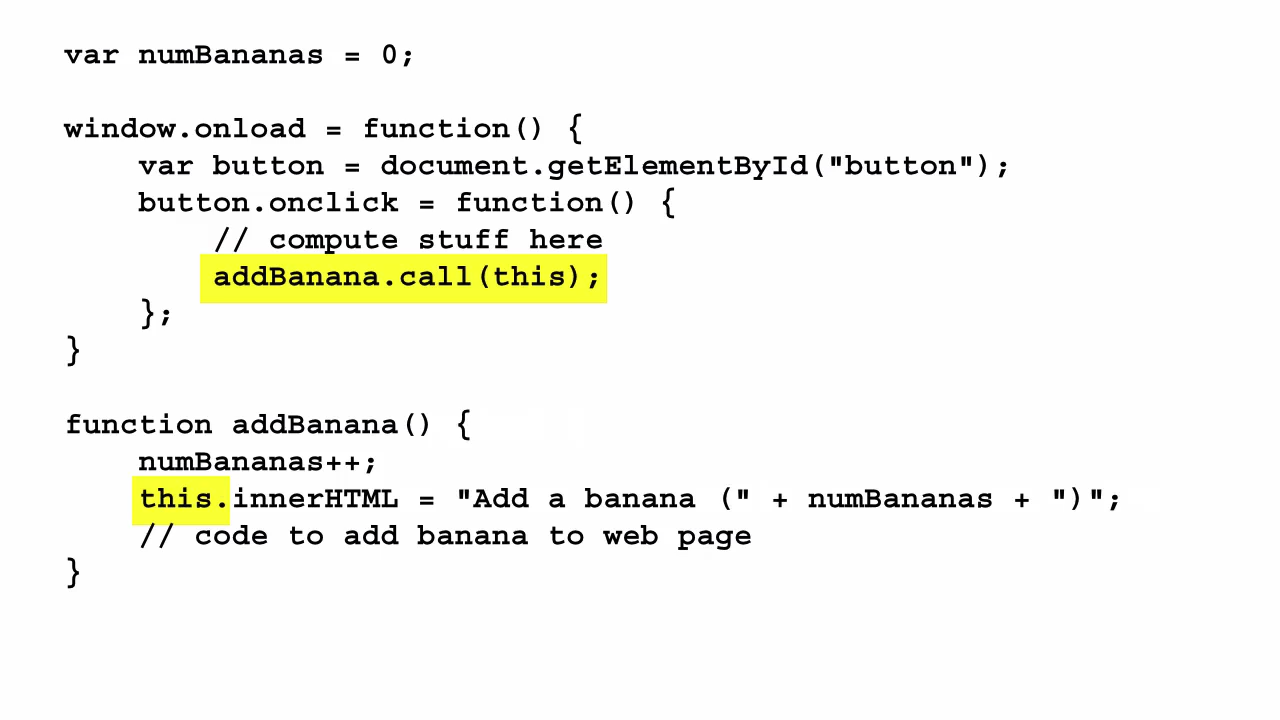 var numBananas = 0;
window.onload = function() {
var button = document.getElementById("button");
button.onclick = function() {
// compute stuff here
addBanana.call(this);
};
}
function addBanana() {
numBananas++;
this.innerHTML = "Add a banana (" + numBananas + ")";
// code to add banana to web page
}